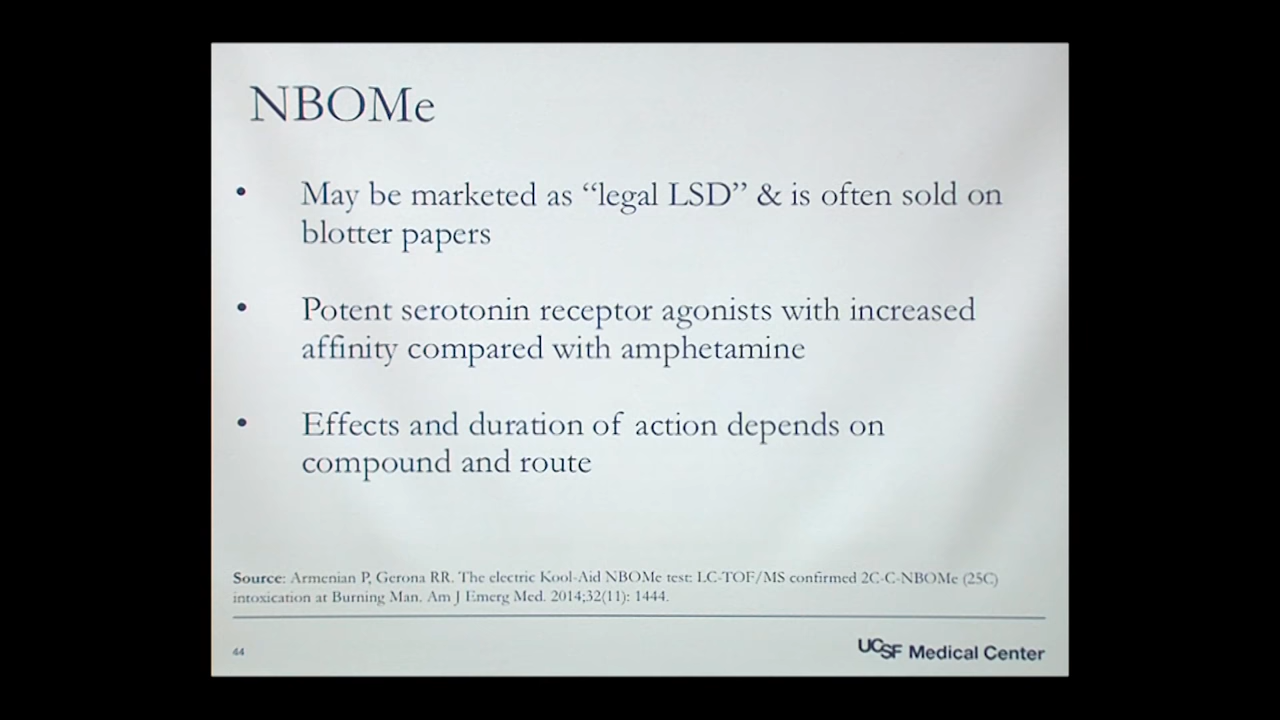 NBOMe
• May be marketed as “legal LSD” & is often sold on
blotter papers
• Potent serotonin receptor agonists with increased
affinity compared with amphetamine
• Effects and duration of action depends on
compound and route
Source: Armenian P, Gerona RR. The electric Kool-Aid NBOMe test: LC-TOF/MS confirmed 2C-C-NBOMe (25C)
intoxication at Burning Man. Am J Emerg Med. 2014;32(11): 1444.
44
UCSF Medical Center